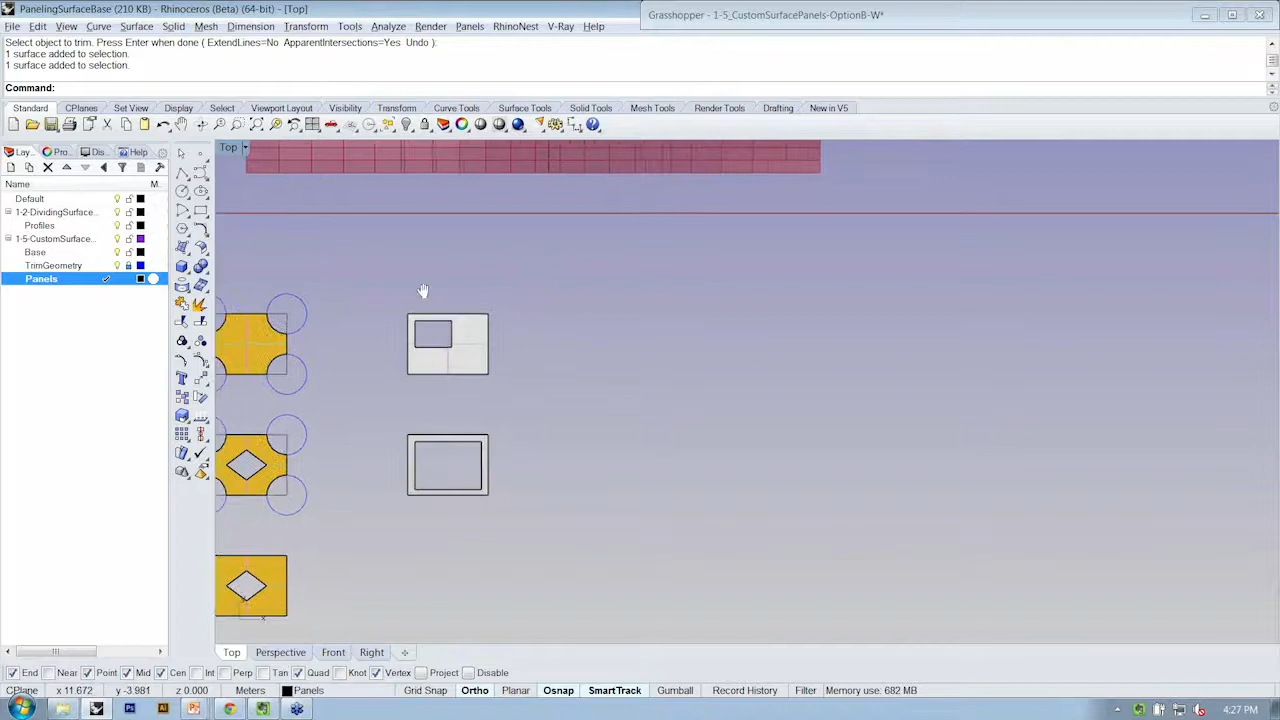 PanelingSurfaceBase (210 KB) - Rhinoceros (Beta) (64-bit) - [Top]
Grasshopper - 1-5_CustomSurfacePanels-OptionB-W*
File Edit View Curve Surface Solid Mesh Dimension Transform Tools Analyze Render Panels RhinoNest V-Ray Help
Select object to trim. Press Enter when done ( ExtendLines=No ApparentIntersections=Yes Undo ):
1 surface added to selection.
1 surface added to selection.
Command:
Standard CPlanes Set View Display Select Viewport Layout Visibility Transform Curve Tools Surface Tools Solid Tools Mesh Tools Render Tools Drafting New in V5
Top
Lay... Pro... Dis... Help
Name M...
Default
1-2-DividingSurface...
Profiles
1-5-CustomSurface...
Base
TrimGeometry
Panels
x
Top Perspective Front Right
End Near Point Mid Cen Int Perp Tan Quad Knot Vertex Project Disable
CPlane x 11.672 y -3.981 z 0.000 Meters Panels Grid Snap Ortho Planar Osnap SmartTrack Gumball Record History Filter Memory use: 682 MB
Ps Ai 4:27 PM